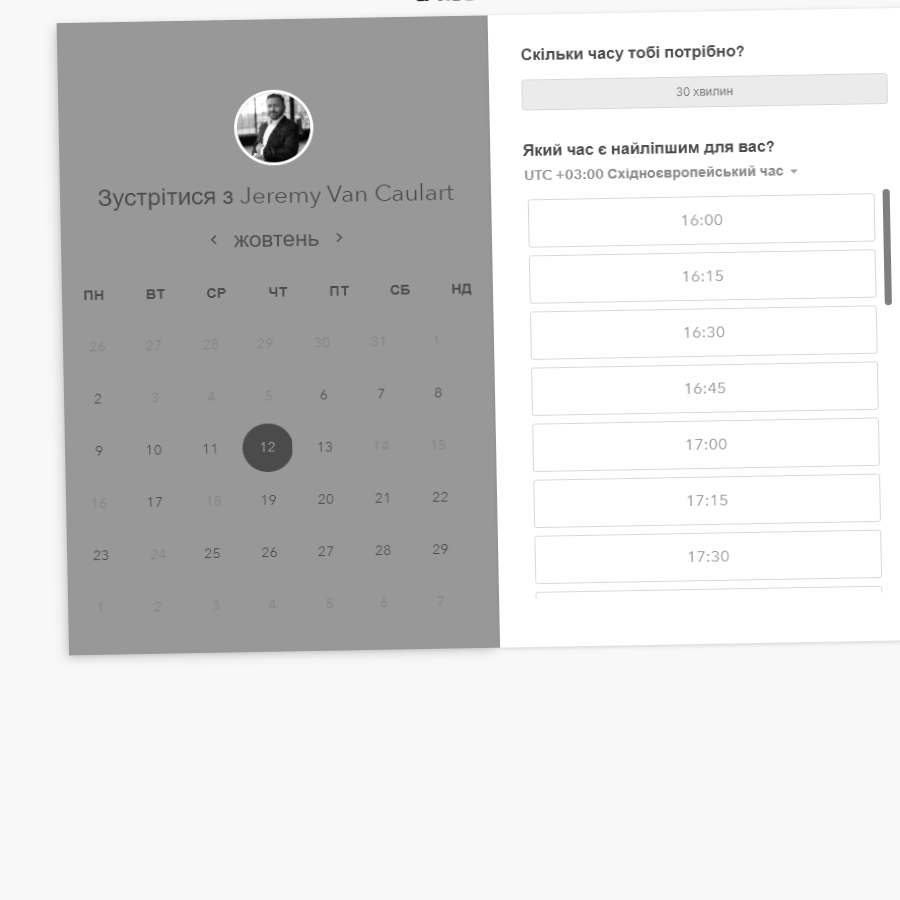 Зустрітися з Jeremy Van Caulart
жовтень
ПН ВТ СР ЧТ ПТ СБ НД
26 27 28 29 30 31 1
2 3 4 5 6 7 8
9 10 11 12 13 14 15
16 17 18 19 20 21 22
23 24 25 26 27 28 29
1 2 3 4 5 6 7
Скільки часу тобі потрібно?
30 хвилин
Який час є найліпшим для вас?
UTC +03:00 Східноєвропейський час
16:00
16:15
16:30
16:45
17:00
17:15
17:30